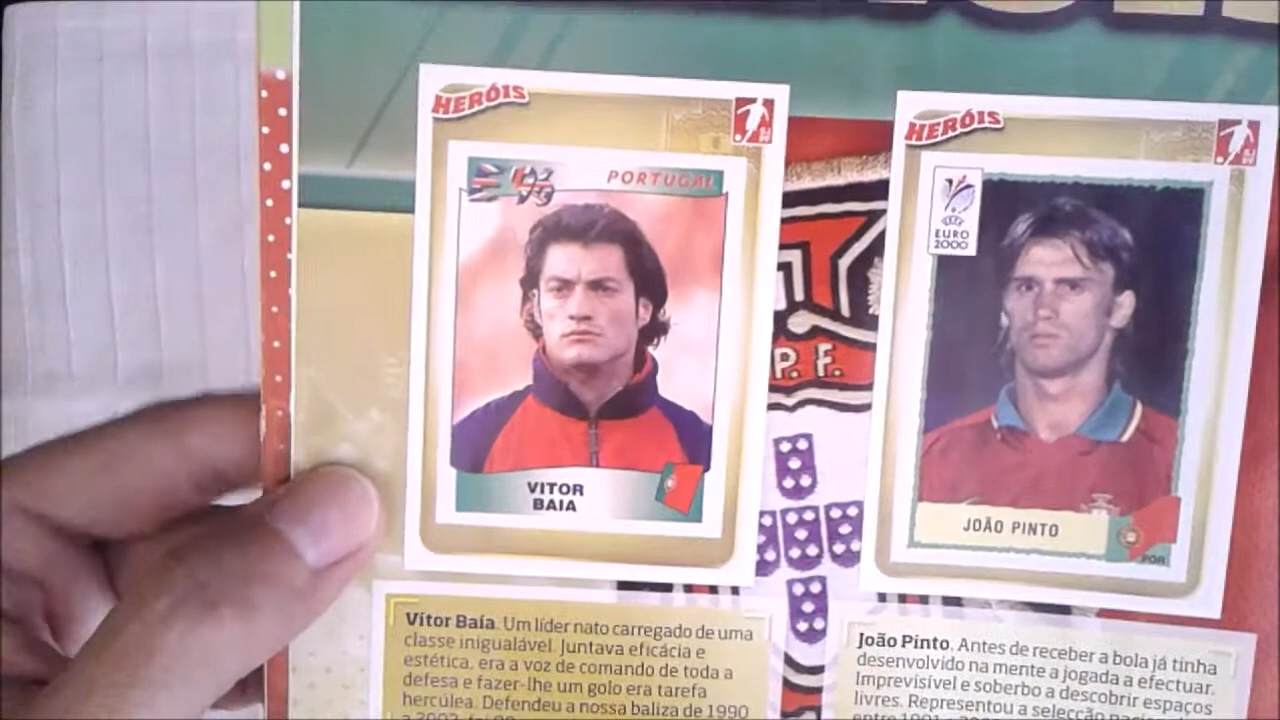 HERÓIS
PORTUGAL
VITOR
BAIA
HERÓIS
UEFA
EURO
2000
JOÃO PINTO
POR
P. F.
Vítor Baía. Um líder nato carregado de uma
classe inigualável. Juntava eficácia e
estética, era a voz de comando de toda a
defesa e fazer-lhe um golo era tarefa
hercúlea. Defendeu a nossa baliza de 1990
João Pinto. Antes de receber a bola já tinha
desenvolvido na mente a jogada a efectuar.
Imprevisível e soberbo a descobrir espaços
livres. Representou a selecção